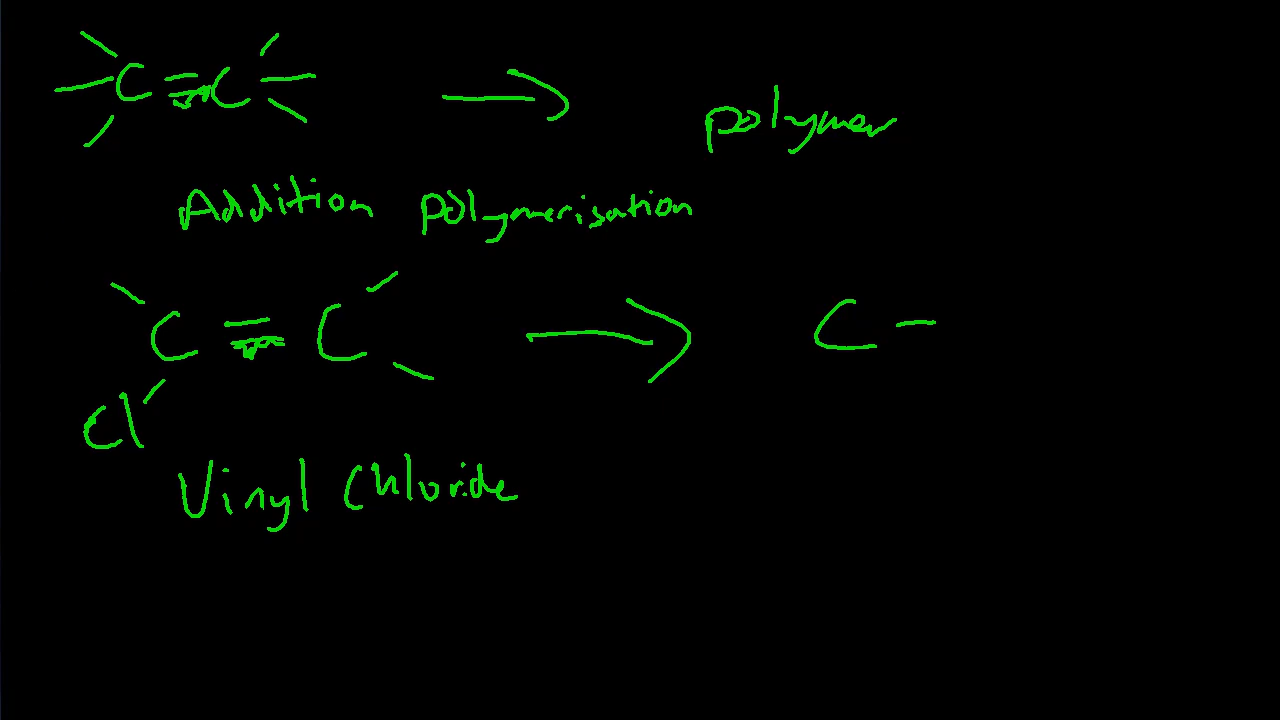 C = C → polymer
Addition polymerisation
C = C → C -
Cl
Vinyl Chloride